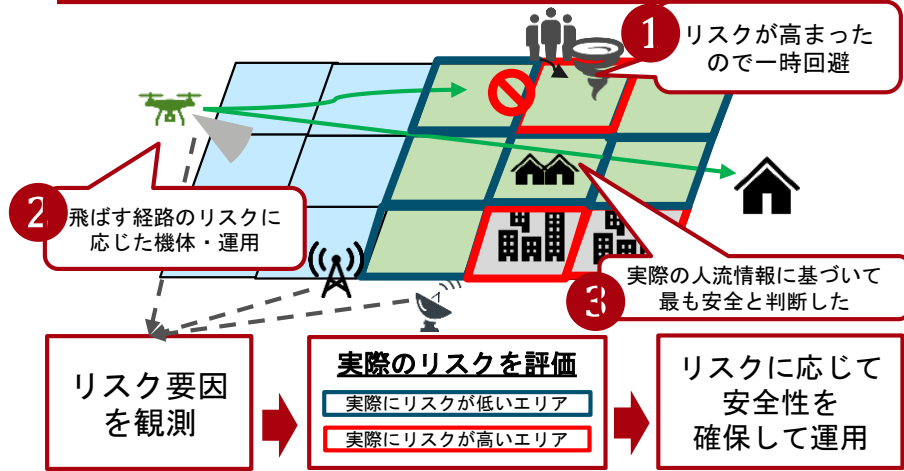 1
リスクが高まった
ので一時回避
2
飛ばす経路のリスクに
応じた機体・運用
3
実際の人流情報に基づいて
最も安全と判断した
リスク要因
を観測
実際のリスクを評価
実際にリスクが低いエリア
実際にリスクが高いエリア
リスクに応じて
安全性を
確保して運用